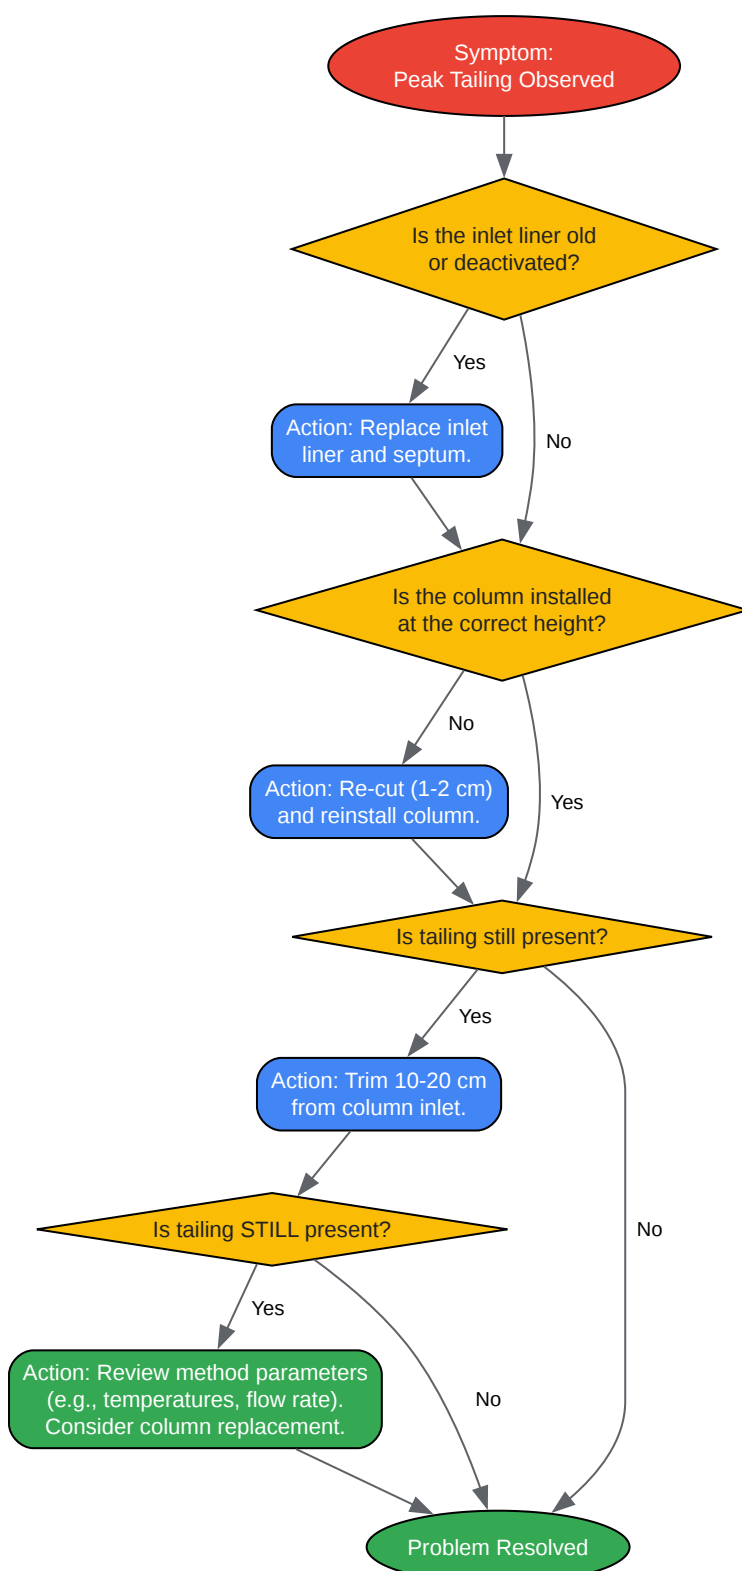 Symptom:
Peak Tailing Observed
Is the inlet liner old
or deactivated?
Yes
Action: Replace inlet
liner and septum.
No
Is the column installed
at the correct height?
No
Action: Re-cut (1-2 cm)
and reinstall column.
Yes
Is tailing still present?
Yes
Action: Trim 10-20 cm
from column inlet.
Is tailing STILL present?
No
Yes
Action: Review method parameters
(e.g., temperatures, flow rate).
Consider column replacement.
No
Problem Resolved